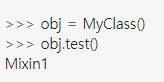 >>> obj = MyClass()
>>> obj.test()
Mixin1